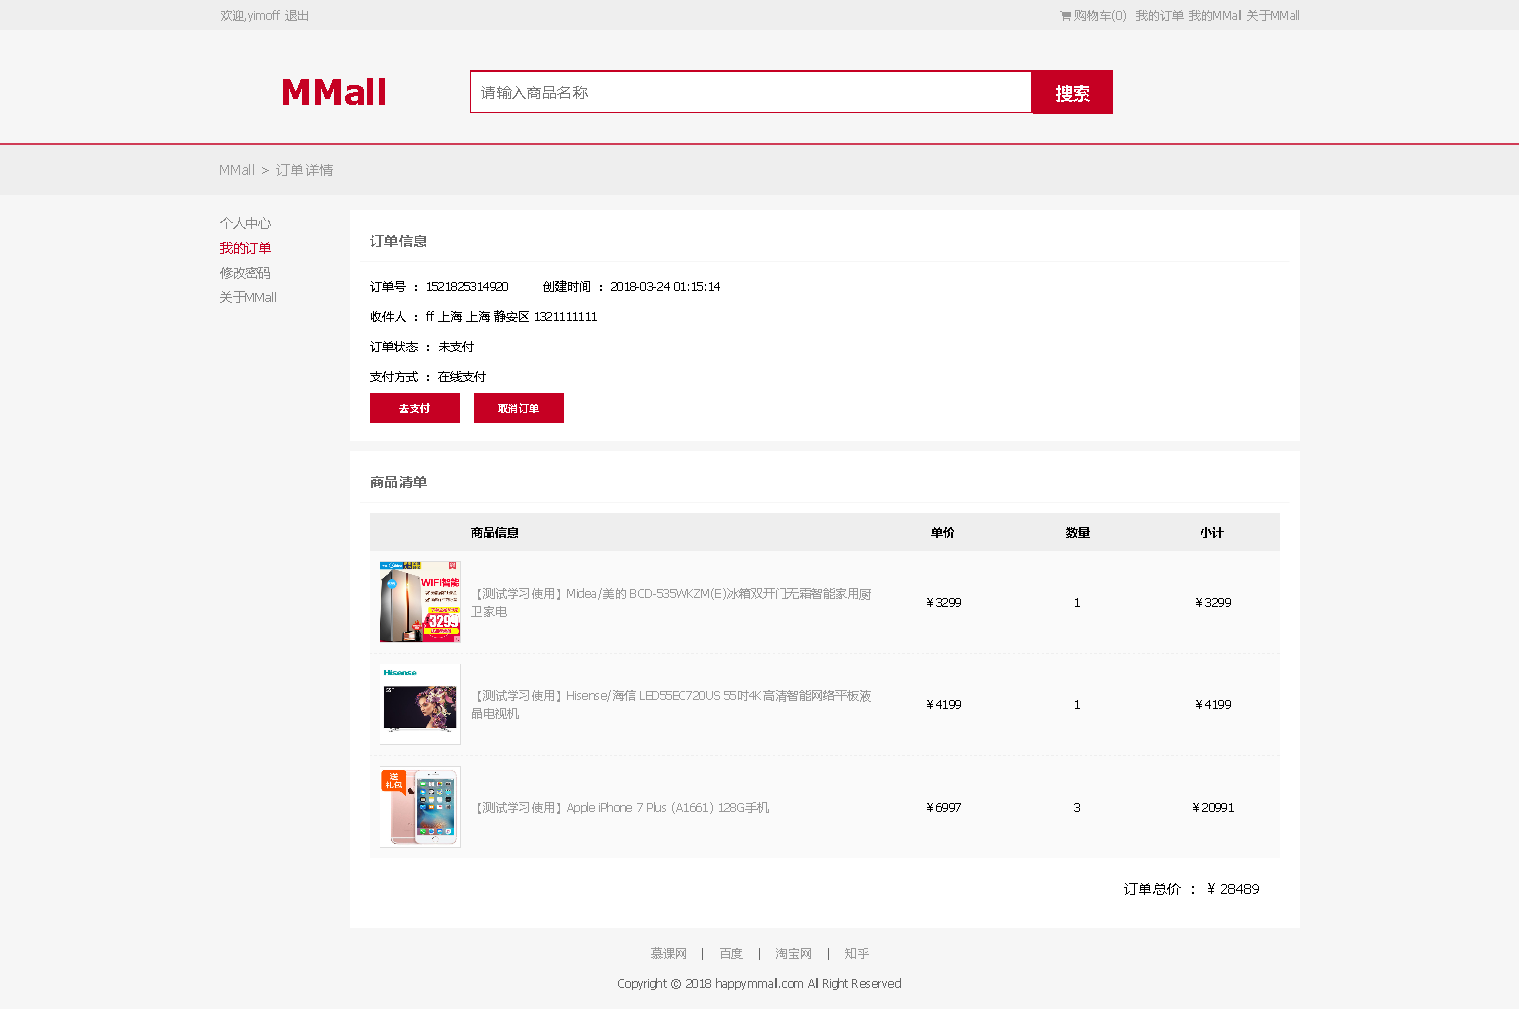 欢迎,yimoff 退出
购物车(0) 我的订单 我的MMall 关于MMall
MMall
请输入商品名称
搜索
MMall > 订单详情
个人中心
我的订单
修改密码
关于MMall
订单信息
订单号 : 1521825314920 创建时间 : 2018-03-24 01:15:14
收件人 : ff 上海 上海 静安区 1321111111
订单状态 : 未支付
支付方式 : 在线支付
去支付 取消订单
商品清单
商品信息 单价 数量 小计
WIFI智能
3299
【测试学习使用】Midea/美的 BCD-535WKZM(E)冰箱双开门无霜智能家用厨
卫家电
¥3299 1 ¥3299
Hisense
【测试学习使用】Hisense/海信 LED55EC720US 55吋4K高清智能网络平板液
晶电视机
¥4199 1 ¥4199
送
礼包
【测试学习使用】Apple iPhone 7 Plus (A1661) 128G手机
¥6997 3 ¥20991
订单总价 : ¥ 28489
慕课网 | 百度 | 淘宝网 | 知乎
Copyright © 2018 happymmall.com All Right Reserved